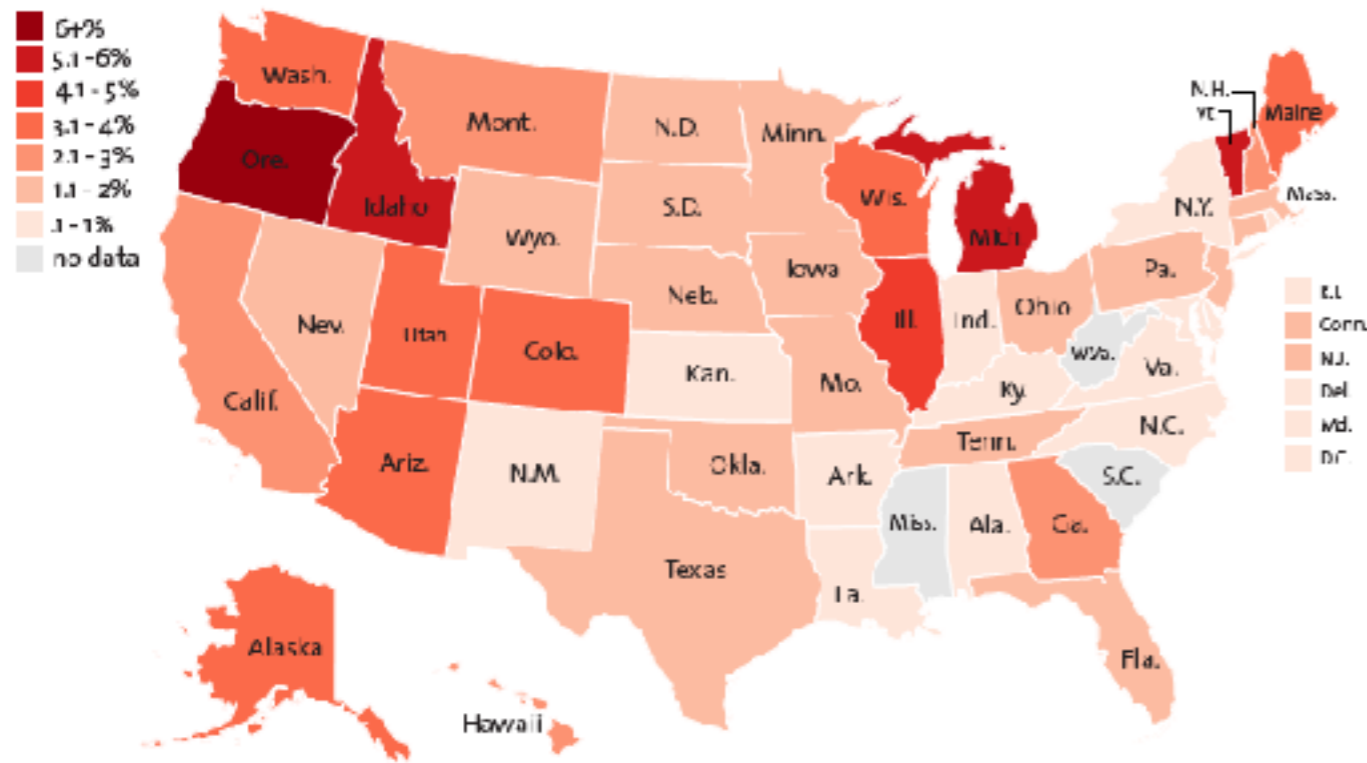 6+%
5.1-6%
4.1 - 5%
3.1 - 4%
2.1 - 3%
1.1 - 2%
.1 - 1%
no data
Wash.
Ore.
Idaho
Mont.
N.D.
Minn.
S.D.
Wyo.
Wis.
Mich
N.H.
Vt
Maine
Mass.
N.Y.
Nev.
Utah
Colo.
Neb.
Iowa
Ill.
Ind.
Ohio
Pa.
Calif.
Kan.
Mo.
Ky.
W.Va.
Va.
Ariz.
N.M.
Okla.
Ark.
Tenn.
N.C.
S.C.
Texas
La.
Miss.
Ala.
Ga.
Fla.
Alaska
Hawaii
R.I.
Conn.
N.J.
Del
Md.
D.C.